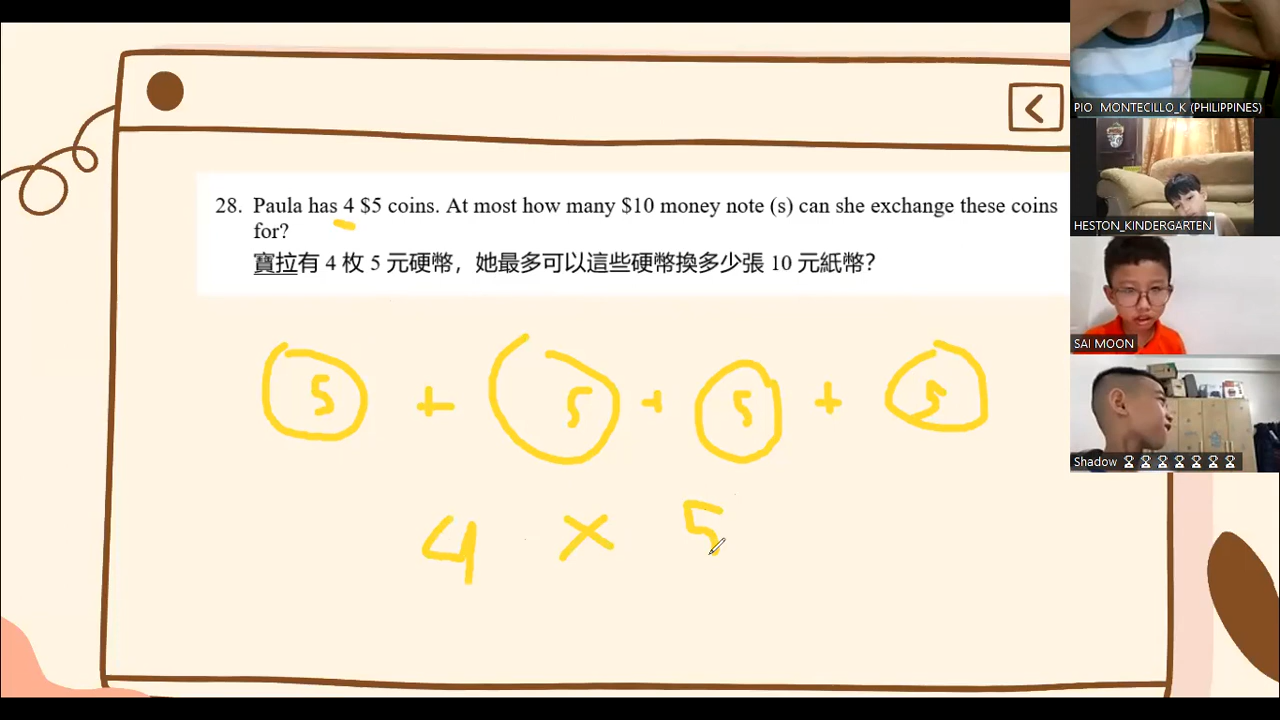 28. Paula has 4 $5 coins. At most how many $10 money note (s) can she exchange these coins
for?
寶拉有 4 枚 5 元硬幣，她最多可以這些硬幣換多少張 10 元紙幣？
5 + 5 + 5 + 5
4 × 5
PIO MONTECILLO_K (PHILIPPINES)
HESTON_KINDERGARTEN
SAI MOON
Shadow ⏳ ⏳ ⏳ ⏳ ⏳ ⏳ ⏳